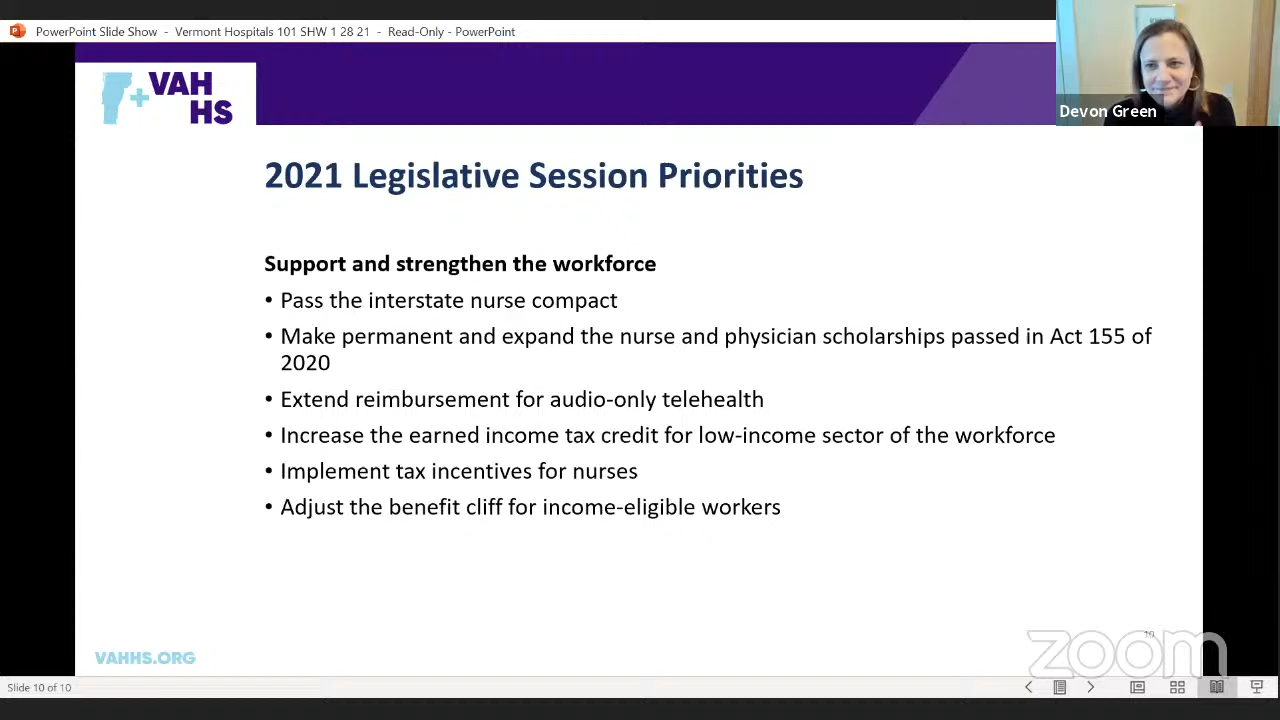 PowerPoint Slide Show - Vermont Hospitals 101 SHW 1 28 21 - Read-Only - PowerPoint
VAH
HS
Devon Green
2021 Legislative Session Priorities
Support and strengthen the workforce
• Pass the interstate nurse compact
• Make permanent and expand the nurse and physician scholarships passed in Act 155 of
2020
• Extend reimbursement for audio-only telehealth
• Increase the earned income tax credit for low-income sector of the workforce
• Implement tax incentives for nurses
• Adjust the benefit cliff for income-eligible workers
10
zoom
VAHHS.ORG
Slide 10 of 10